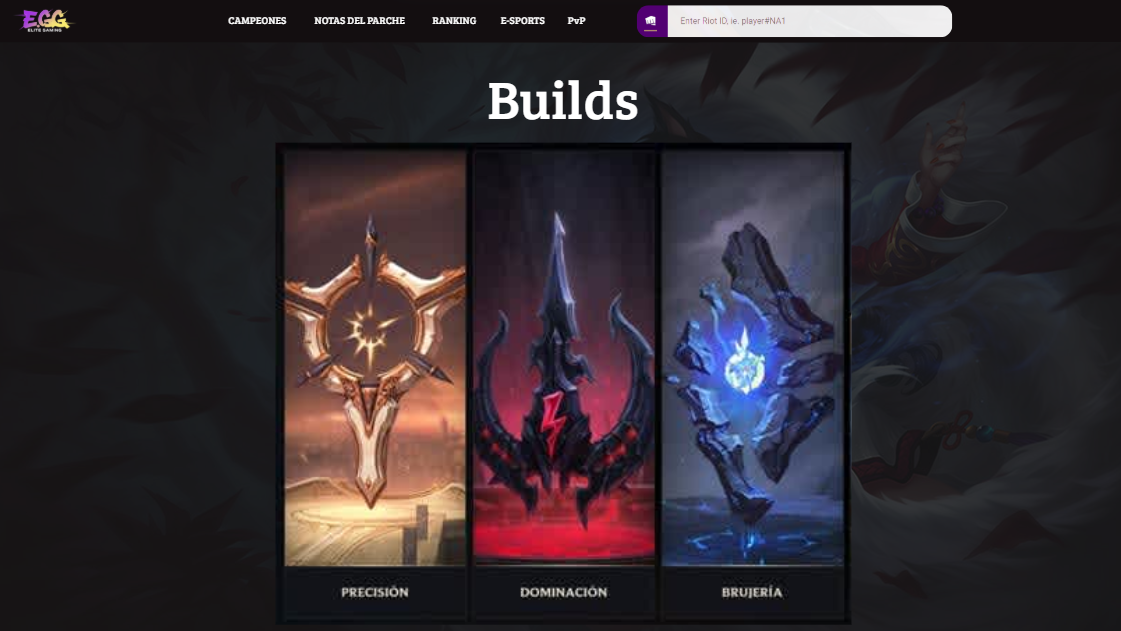 E.GG
ELITE GAMING
CAMPEONES
NOTAS DEL PARCHE
RANKING
E-SPORTS
PvP
Enter Riot ID, ie. player#NA1
Builds
PRECISIÓN
DOMINACIÓN
BRUJERÍA